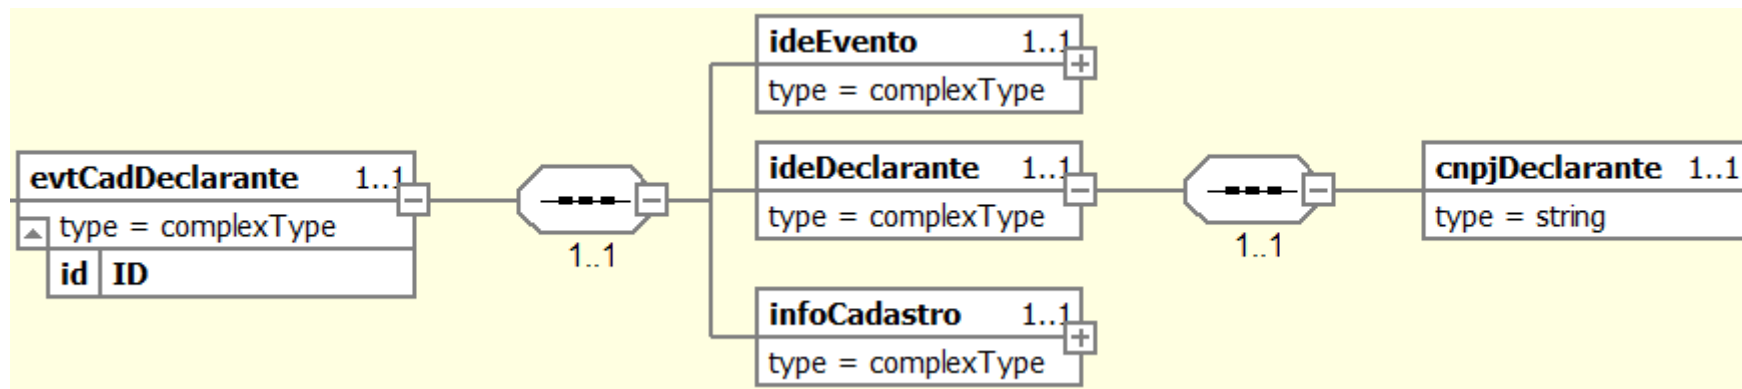 ideEvento 1..1
type = complexType
evtCadDeclarante 1..1
type = complexType
id ID
1..1
ideDeclarante 1..1
type = complexType
1..1
cnpjDeclarante 1..1
type = string
infoCadastro 1..1
type = complexType